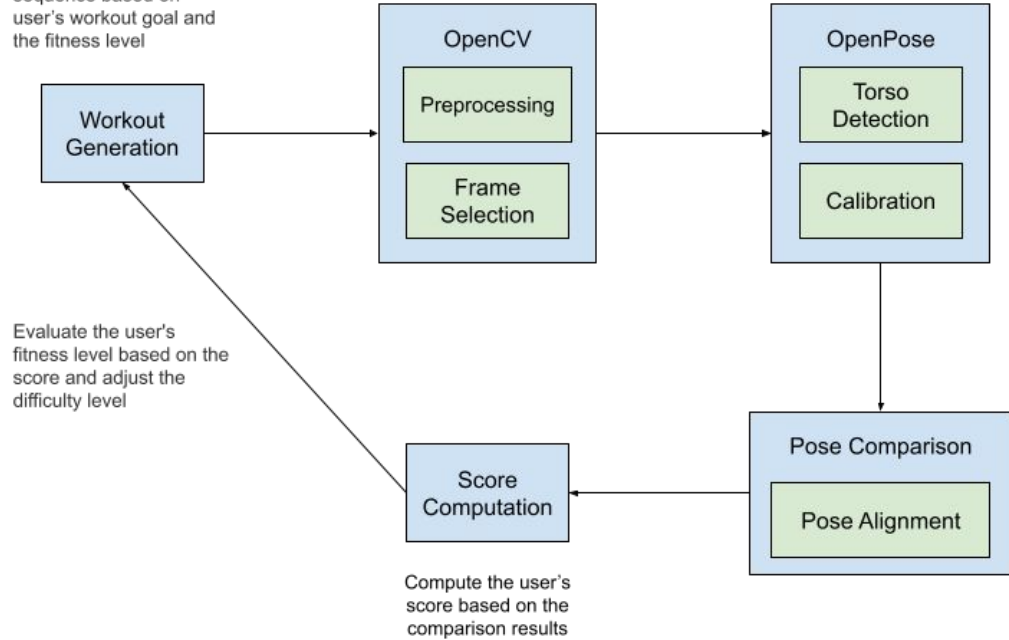 sequence based on
user's workout goal and
the fitness level
OpenCV
OpenPose
Preprocessing
Torso
Detection
Workout
Generation
Frame
Selection
Calibration
Evaluate the user's
fitness level based on the
score and adjust the
difficulty level
Pose Comparison
Score
Computation
Pose Alignment
Compute the user’s
score based on the
comparison results